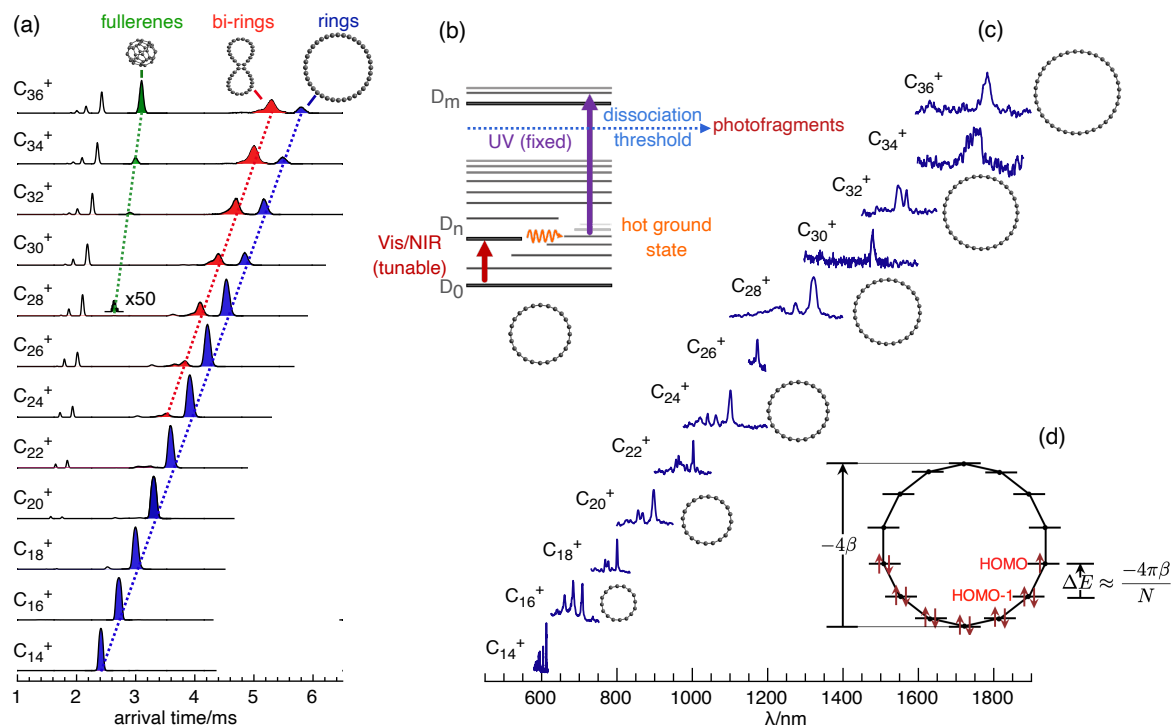 (a)
fullerenes
bi-rings
rings
C36+
C34+
C32+
C30+
C28+
x50
C26+
C24+
C22+
C20+
C18+
C16+
C14+
1 2 3 4 5 6
arrival time/ms
(b)
Dm
dissociation
threshold
photofragments
UV (fixed)
Dn
Vis/NIR
(tunable)
hot ground
state
D0
(c)
C36+
C34+
C32+
C30+
C28+
C26+
C24+
C22+
C20+
C18+
C16+
C14+
600 800 1000 1200 1400 1600 1800
λ/nm
(d)
−4β
HOMO
HOMO-1
ΔE ≈ −4πβ/N